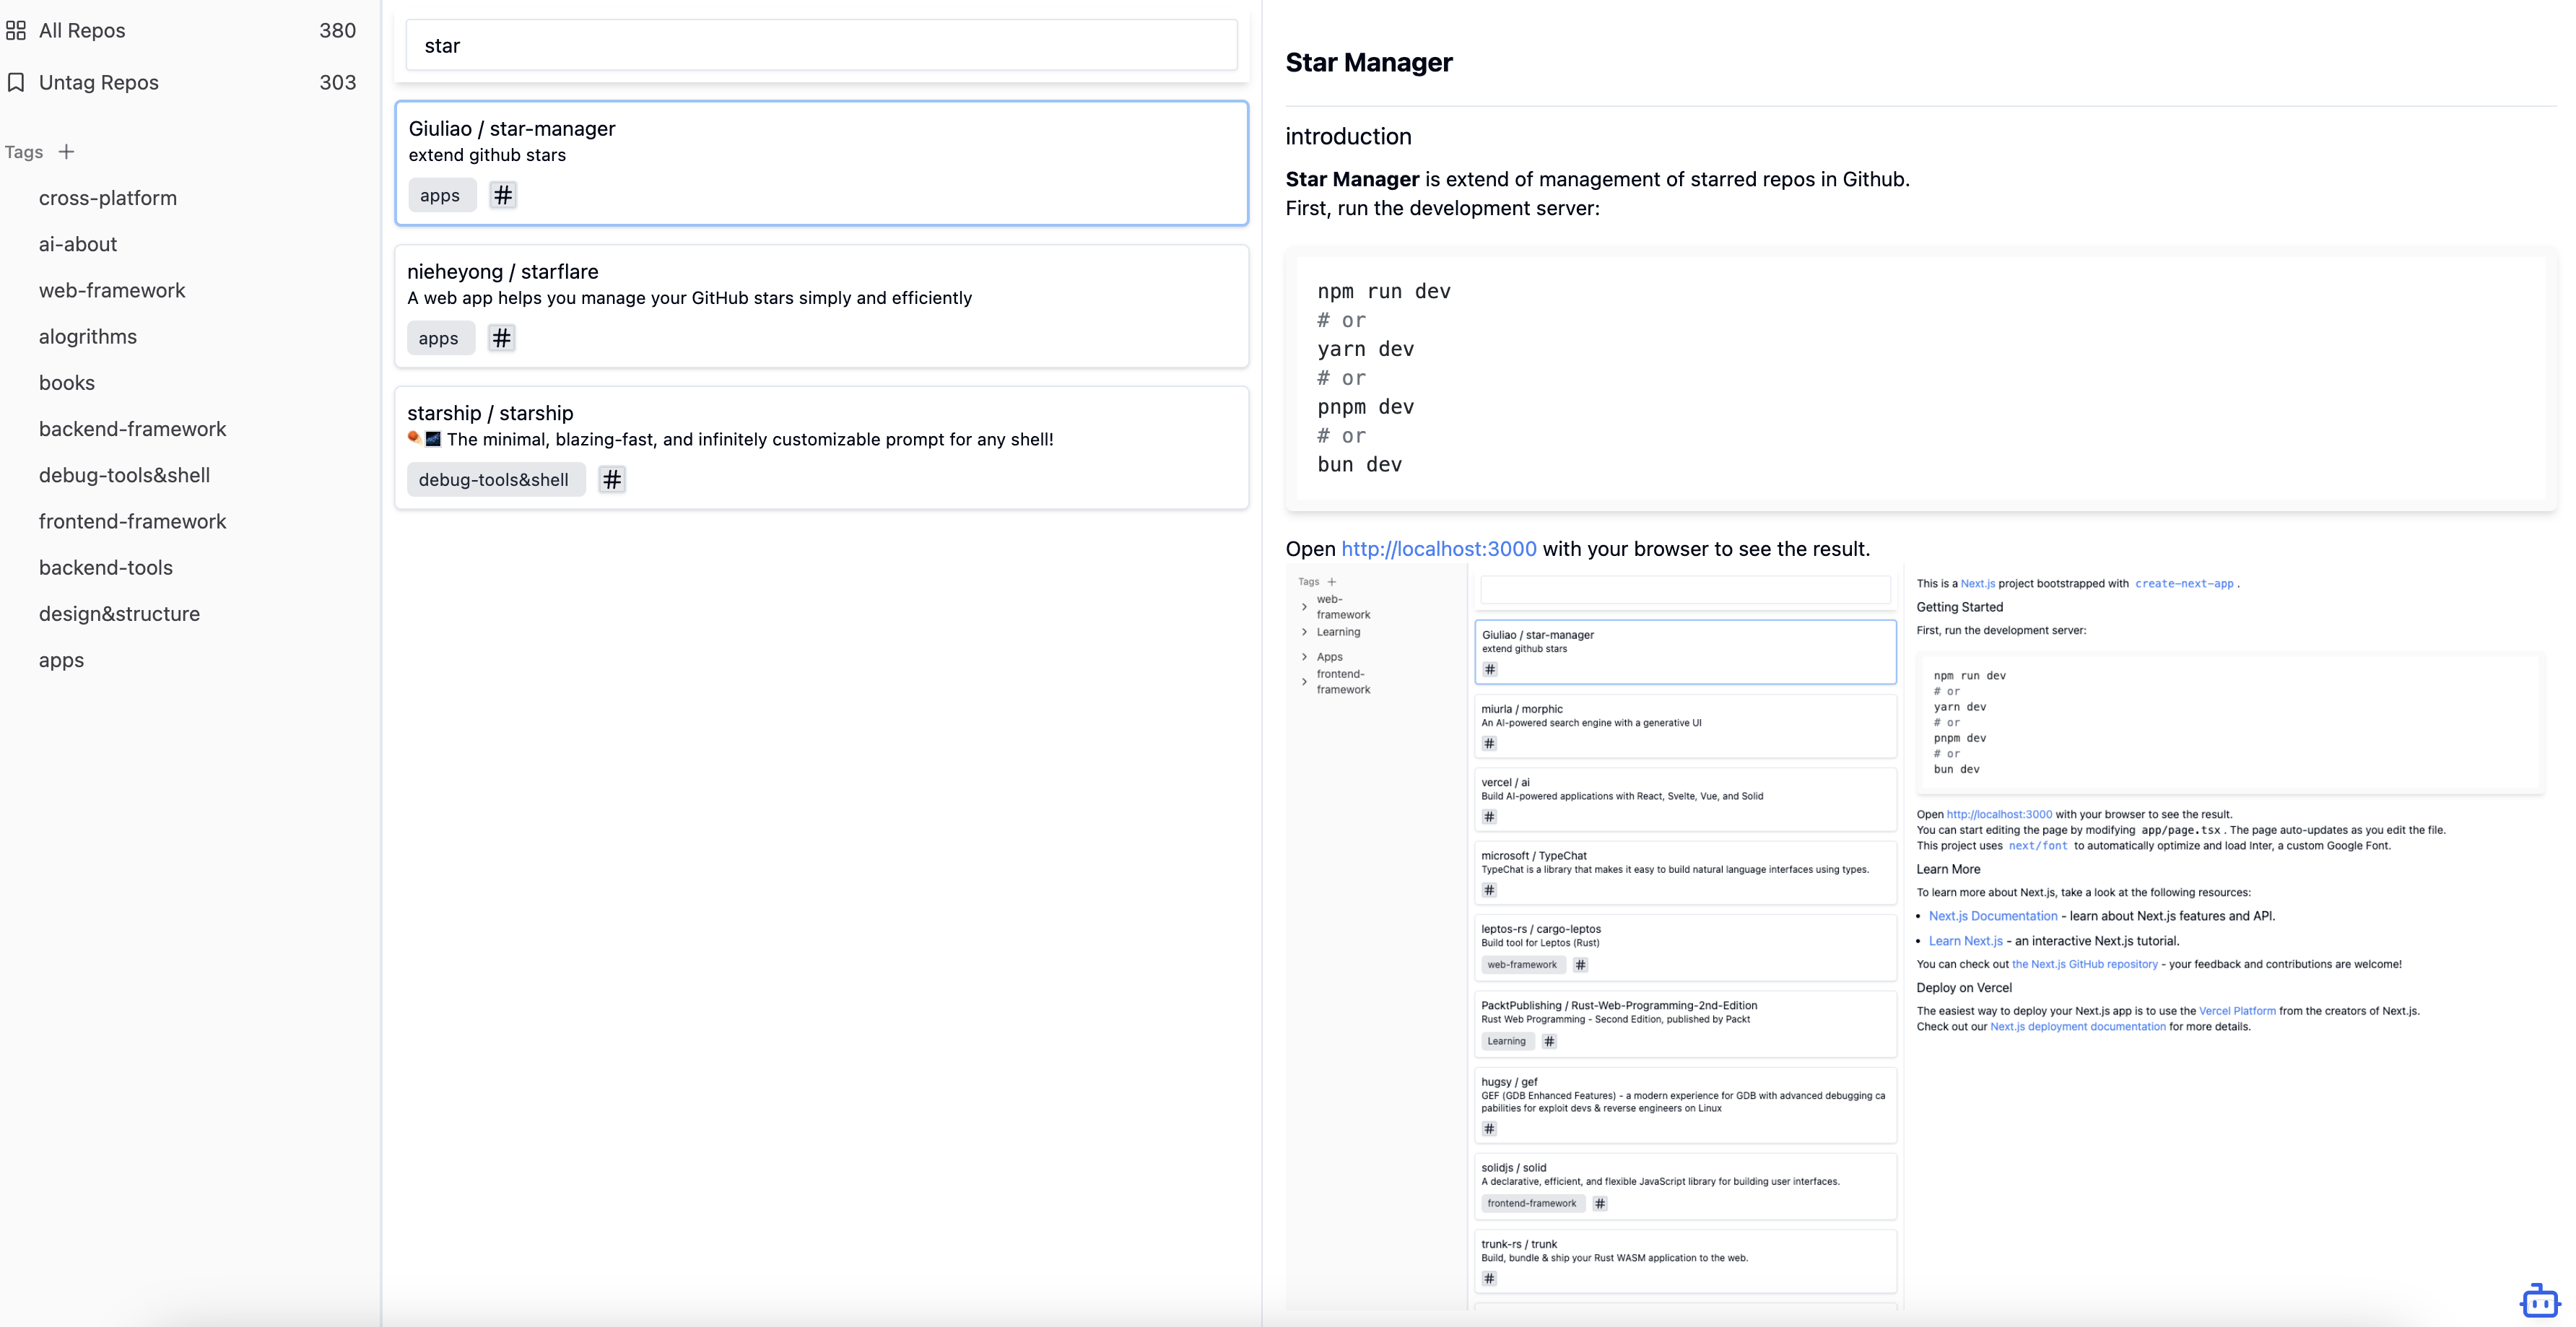 All Repos 380
Untag Repos 303
Tags +
cross-platform
ai-about
web-framework
alogrithms
books
backend-framework
debug-tools&shell
frontend-framework
backend-tools
design&structure
apps
star
Giuliao / star-manager
extend github stars
apps #
nieheyong / starflare
A web app helps you manage your GitHub stars simply and efficiently
apps #
starship / starship
☄🌌️ The minimal, blazing-fast, and infinitely customizable prompt for any shell!
debug-tools&shell #
Star Manager
introduction
Star Manager is extend of management of starred repos in Github.
First, run the development server:
npm run dev
# or
yarn dev
# or
pnpm dev
# or
bun dev
Open http://localhost:3000 with your browser to see the result.
Tags +
web-
framework
Learning
Apps
frontend-
framework
Giuliao / star-manager
extend github stars
#
miurla / morphic
An AI-powered search engine with a generative UI
#
vercel / ai
Build AI-powered applications with React, Svelte, Vue, and Solid
#
microsoft / TypeChat
TypeChat is a library that makes it easy to build natural language interfaces using types.
#
leptos-rs / cargo-leptos
Build tool for Leptos (Rust)
web-framework #
PacktPublishing / Rust-Web-Programming-2nd-Edition
Rust Web Programming - Second Edition, published by Packt
Learning #
hugsy / gef
GEF (GDB Enhanced Features) - a modern experience for GDB with advanced debugging ca
pabilities for exploit devs & reverse engineers on Linux
#
solidjs / solid
A declarative, efficient, and flexible JavaScript library for building user interfaces.
frontend-framework #
trunk-rs / trunk
Build, bundle & ship your Rust WASM application to the web.
#
This is a Next.js project bootstrapped with create-next-app .
Getting Started
First, run the development server:
npm run dev
# or
yarn dev
# or
pnpm dev
# or
bun dev
Open http://localhost:3000 with your browser to see the result.
You can start editing the page by modifying app/page.tsx . The page auto-updates as you edit the file.
This project uses next/font to automatically optimize and load Inter, a custom Google Font.
Learn More
To learn more about Next.js, take a look at the following resources:
• Next.js Documentation - learn about Next.js features and API.
• Learn Next.js - an interactive Next.js tutorial.
You can check out the Next.js GitHub repository - your feedback and contributions are welcome!
Deploy on Vercel
The easiest way to deploy your Next.js app is to use the Vercel Platform from the creators of Next.js.
Check out our Next.js deployment documentation for more details.